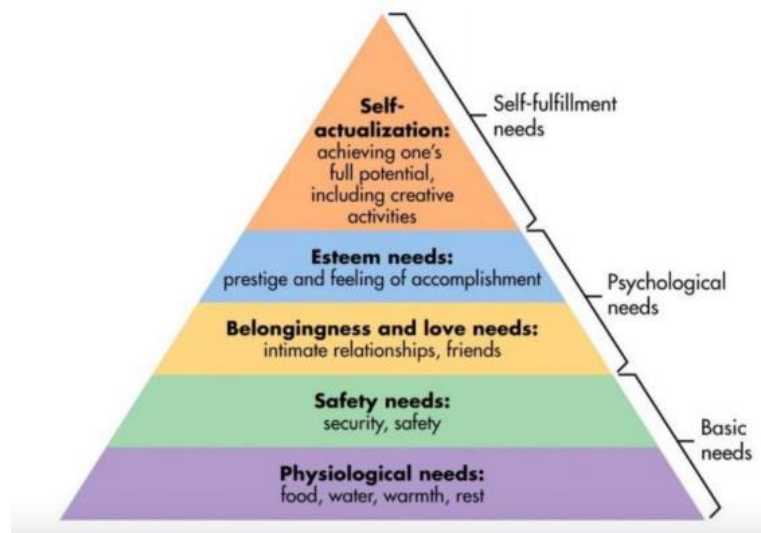 Self-
actualization:
achieving one's
full potential,
including creative
activities
Self-fulfillment
needs
Esteem needs:
prestige and feeling of accomplishment
Psychological
needs
Belongingness and love needs:
intimate relationships, friends
Safety needs:
security, safety
Basic
needs
Physiological needs:
food, water, warmth, rest